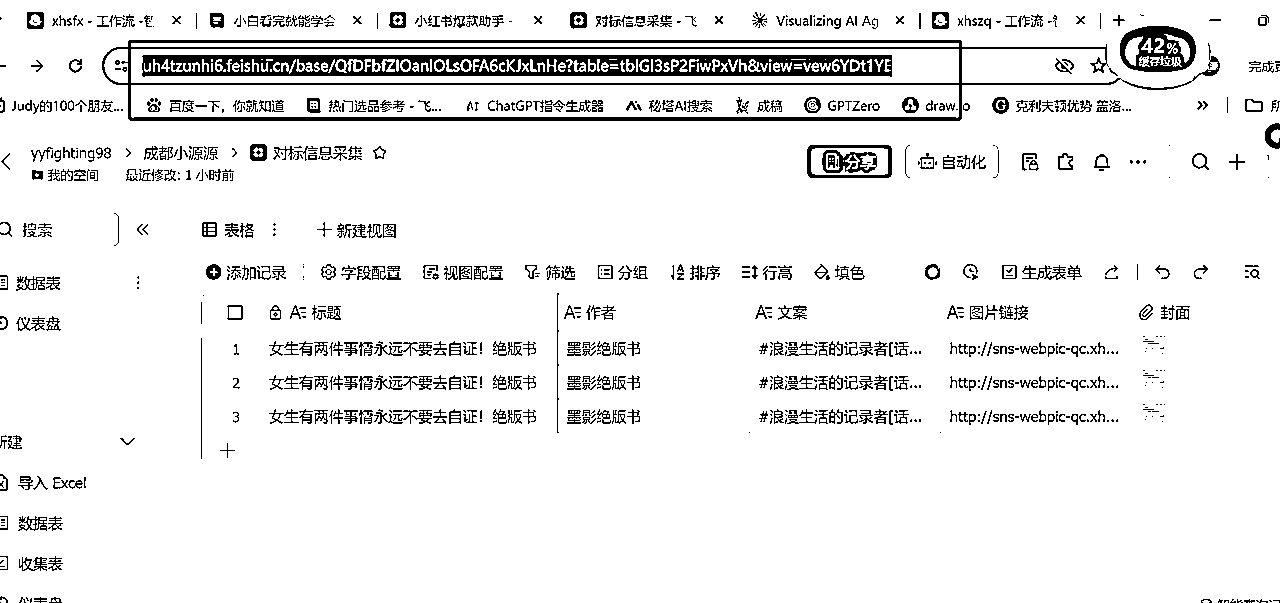 xhsfx - 工作流 -
小白看完就能学会
小红书爆款助手 -
对标信息采集 - 飞
Visualizing AI Ag
xhszq - 工作流 -
42%
缓存垃圾
uh4tzunhi6.feishu.cn/base/QfDFbfZIOanIOLsOFA6cKJxLnHe?table=tblGl3sP2FiwPxVh&view=vew6YDt1YE
完成更
Judy的100个朋友...
百度一下,你就知道
热门选品参考 - 飞...
ChatGPT指令生成器
秘塔AI搜索
成稿
GPTZero
draw.io
克利夫顿优势 盖洛...
yyfighting98 > 成都小源源 > 对标信息采集
我的空间 最近修改: 1 小时前
分享
自动化
搜索
表格
新建视图
数据表
仪表盘
添加记录 字段配置 视图配置 筛选 分组 排序 行高 填色 生成表单
标题 作者 文案 图片链接 封面
1 女生有两件事情永远不要去自证!绝版书 墨影绝版书 #浪漫生活的记录者[话... http://sns-webpic-qc.xh...
2 女生有两件事情永远不要去自证!绝版书 墨影绝版书 #浪漫生活的记录者[话... http://sns-webpic-qc.xh...
3 女生有两件事情永远不要去自证!绝版书 墨影绝版书 #浪漫生活的记录者[话... http://sns-webpic-qc.xh...
新建
导入 Excel
数据表
收集表
仪表盘